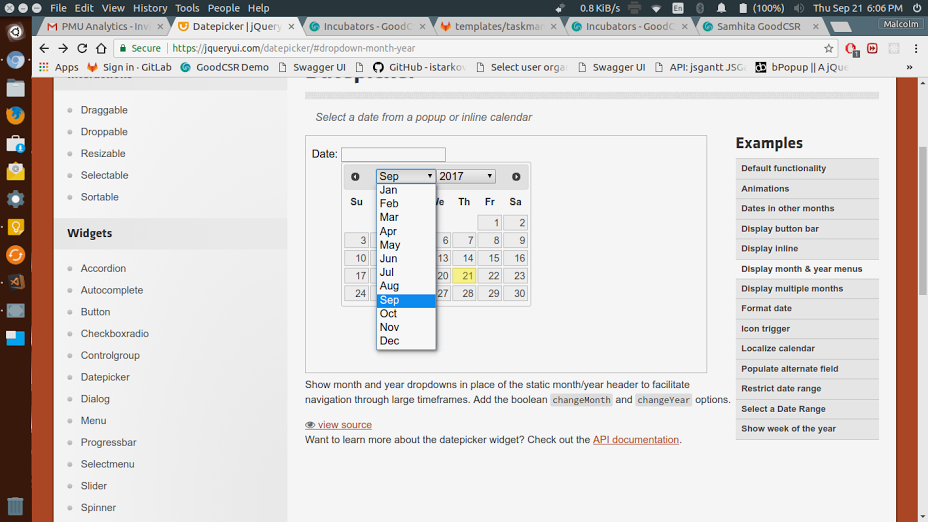 File Edit View History Tools People Help
0.8 KiB/s En (100%) Thu Sep 21 6:06 PM
PMU Analytics - Inv
Datepicker | jQuery
Incubators - GoodC
templates/taskman
Incubators - GoodC
Samhita GoodCSR
Malcolm
Secure https://jqueryui.com/datepicker/#dropdown-month-year
1
Apps Sign in · GitLab GoodCSR Demo Swagger UI GitHub - istarkov Select user organ Swagger UI API: jsgantt JSG bPopup || A jQue »
Draggable
Droppable
Resizable
Selectable
Sortable
Widgets
Accordion
Autocomplete
Button
Checkboxradio
Controlgroup
Datepicker
Dialog
Menu
Progressbar
Selectmenu
Slider
Spinner
Select a date from a popup or inline calendar
Date:
Sep 2017
Su We Th Fr Sa
1 2
3 6 7 8 9
10 13 14 15 16
17 20 21 22 23
24 27 28 29 30
Jan
Feb
Mar
Apr
May
Jun
Jul
Aug
Sep
Oct
Nov
Dec
Show month and year dropdowns in place of the static month/year header to facilitate
navigation through large timeframes. Add the boolean changeMonth and changeYear options.
view source
Want to learn more about the datepicker widget? Check out the API documentation.
Examples
Default functionality
Animations
Dates in other months
Display button bar
Display inline
Display month & year menus
Display multiple months
Format date
Icon trigger
Localize calendar
Populate alternate field
Restrict date range
Select a Date Range
Show week of the year